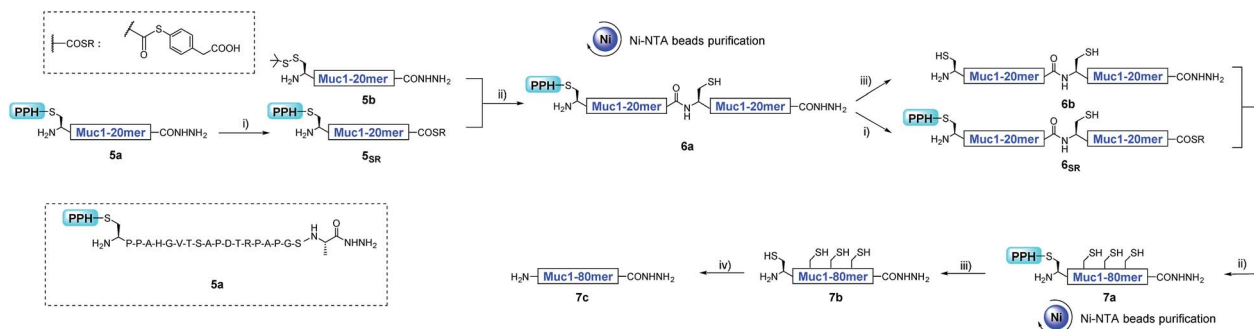 COSR :
S
O
COOH
S
S
H2N
Muc1-20mer
CONHNH2
5b
Ni
Ni-NTA beads purification
PPH
S
H2N
Muc1-20mer
CONHNH2
5a
i)
PPH
S
H2N
Muc1-20mer
COSR
5SR
ii)
PPH
S
H2N
Muc1-20mer
O
N
H
SH
Muc1-20mer
CONHNH2
6a
iii)
i)
HS
H2N
Muc1-20mer
O
N
H
SH
Muc1-20mer
CONHNH2
6b
PPH
S
H2N
Muc1-20mer
O
N
H
SH
Muc1-20mer
COSR
6SR
PPH
S
H2N
P-P-A-H-G-V-T-S-A-P-D-T-R-P-A-P-G-S
H
N
O
NHNH2
5a
H2N
Muc1-80mer
CONHNH2
7c
iv)
HS
H2N
SH
SH
SH
Muc1-80mer
CONHNH2
7b
iii)
PPH
S
H2N
SH
SH
SH
Muc1-80mer
CONHNH2
7a
ii)
Ni
Ni-NTA beads purification